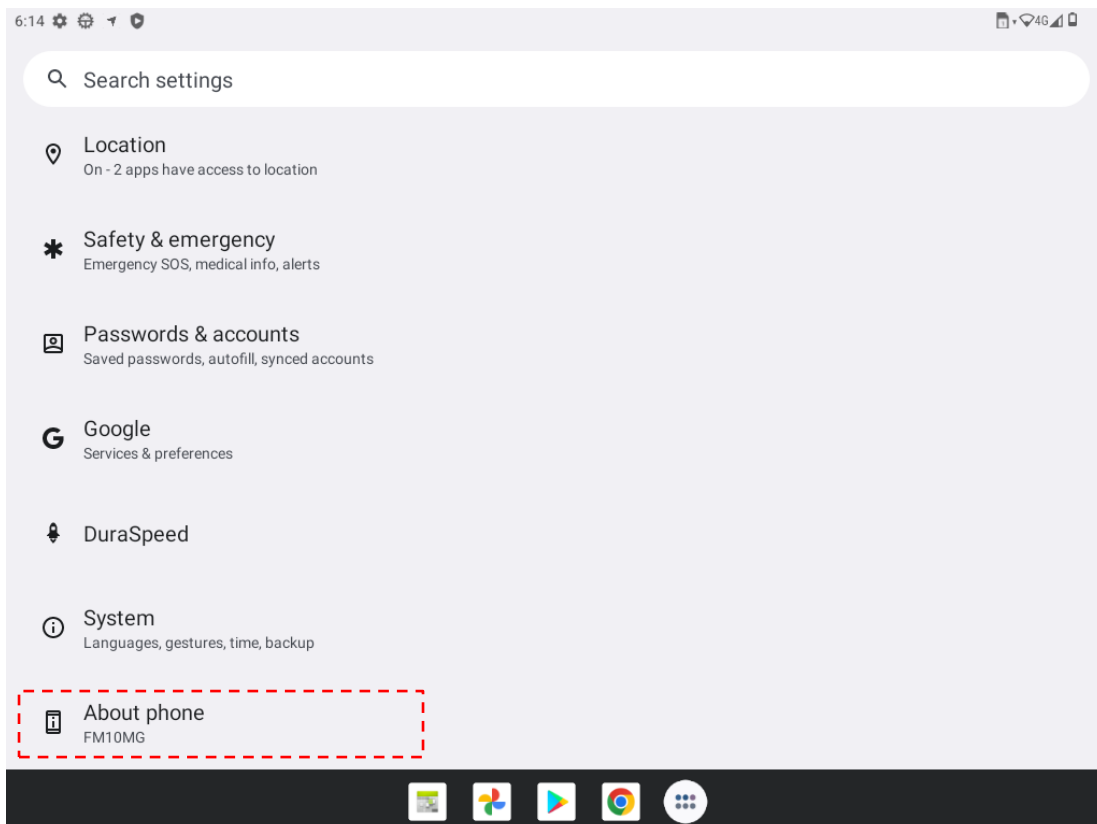 6:14
4G
Search settings
Location
On - 2 apps have access to location
Safety & emergency
Emergency SOS, medical info, alerts
Passwords & accounts
Saved passwords, autofill, synced accounts
Google
Services & preferences
DuraSpeed
System
Languages, gestures, time, backup
About phone
FM10MG